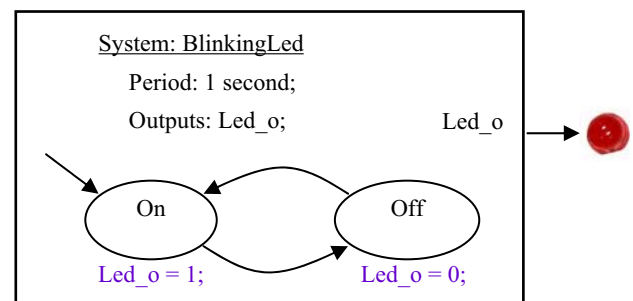 System: BlinkingLed
Period: 1 second;
Outputs: Led_o;
Led_o
On
Off
Led_o = 1;
Led_o = 0;